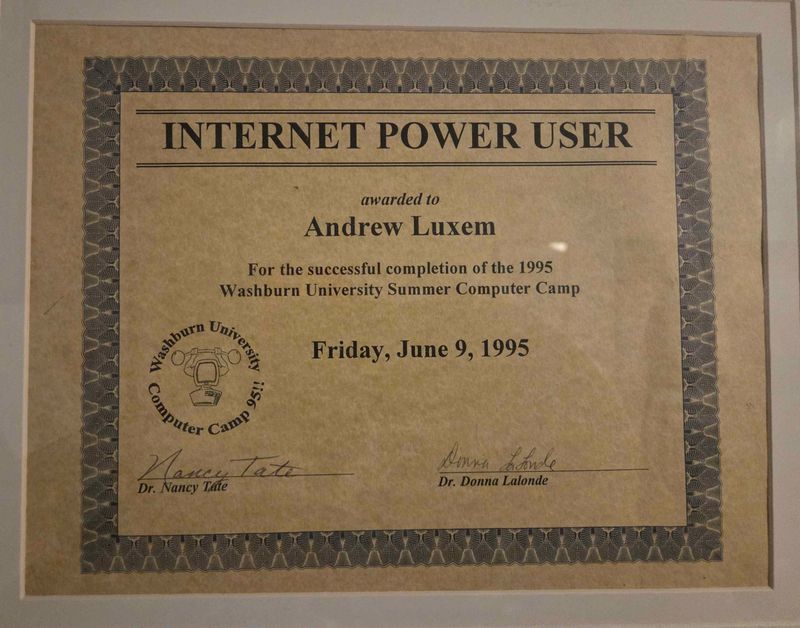 INTERNET POWER USER
awarded to
Andrew Luxem
For the successful completion of the 1995
Washburn University Summer Computer Camp
Friday, June 9, 1995
Washburn University
Computer Camp 95!!
Nancy Tate
Dr. Nancy Tate
Donna LaLonde
Dr. Donna Lalonde